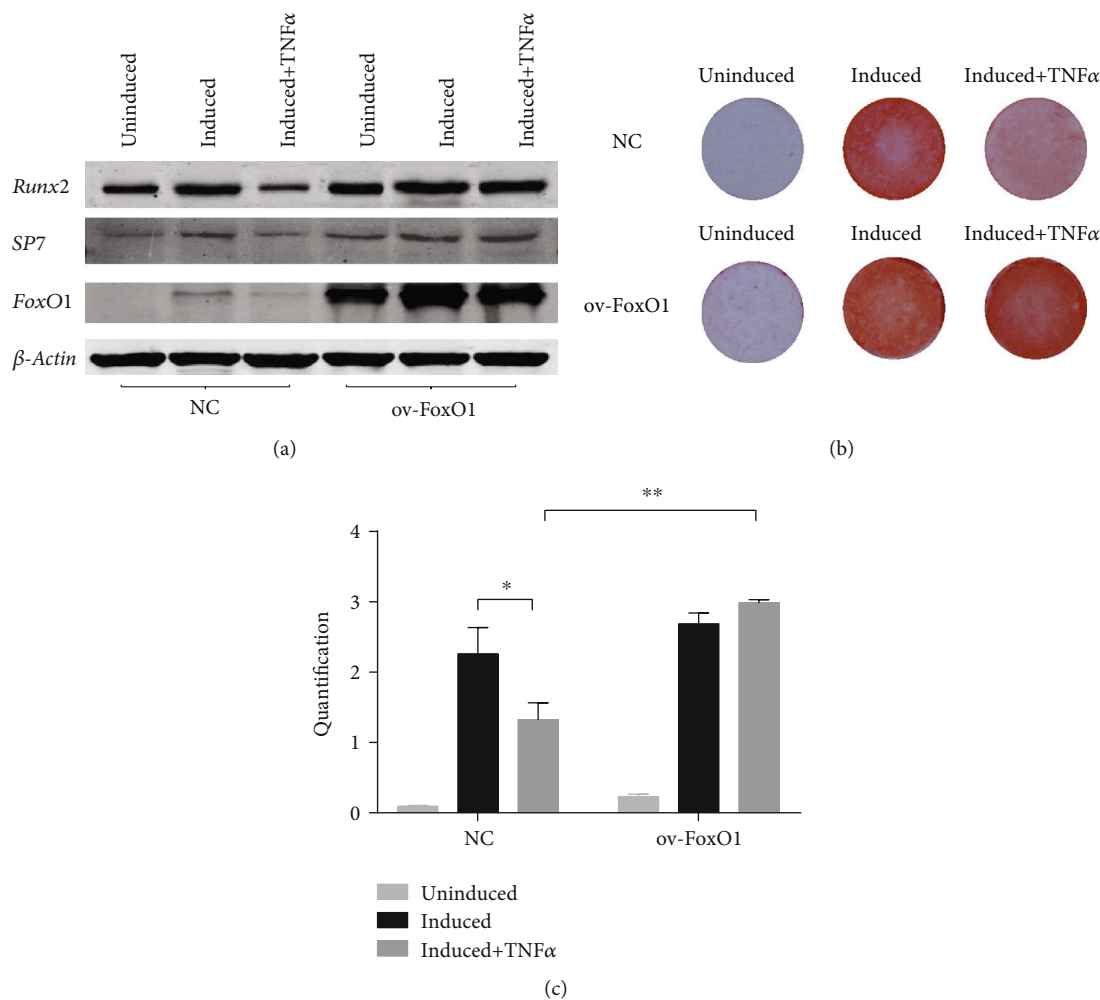 Uninduced
Induced
Induced+TNFα
Uninduced
Induced
Induced+TNFα
Runx2
SP7
FoxO1
β-Actin
NC
ov-FoxO1
(a)
Uninduced
Induced
Induced+TNFα
NC
Uninduced
Induced
Induced+TNFα
ov-FoxO1
(b)
**
*
4
3
2
1
0
Quantification
NC
ov-FoxO1
Uninduced
Induced
Induced+TNFα
(c)